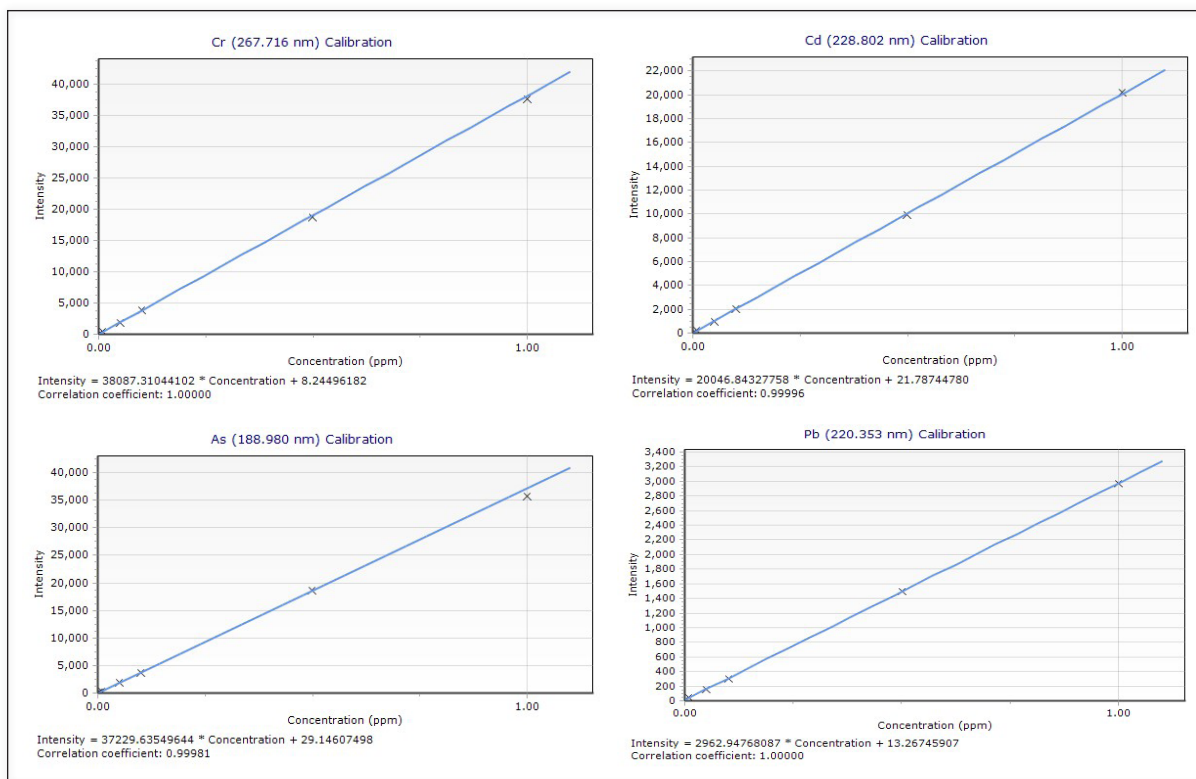 Cr (267.716 nm) Calibration
40,000
35,000
30,000
25,000
20,000
15,000
10,000
5,000
0
Intensity
0.00
1.00
Concentration (ppm)
Intensity = 38087.31044102 * Concentration + 8.24496182
Correlation coefficient: 1.00000
Cd (228.802 nm) Calibration
22,000
20,000
18,000
16,000
14,000
12,000
10,000
8,000
6,000
4,000
2,000
0
Intensity
0.00
1.00
Concentration (ppm)
Intensity = 20046.84327758 * Concentration + 21.78744780
Correlation coefficient: 0.99996
As (188.980 nm) Calibration
40,000
35,000
30,000
25,000
20,000
15,000
10,000
5,000
0
Intensity
0.00
1.00
Concentration (ppm)
Intensity = 37229.63549644 * Concentration + 29.14607498
Correlation coefficient: 0.99981
Pb (220.353 nm) Calibration
3,400
3,200
3,000
2,800
2,600
2,400
2,200
2,000
1,800
1,600
1,400
1,200
1,000
800
600
400
200
0
Intensity
0.00
1.00
Concentration (ppm)
Intensity = 2962.94768087 * Concentration + 13.26745907
Correlation coefficient: 1.00000